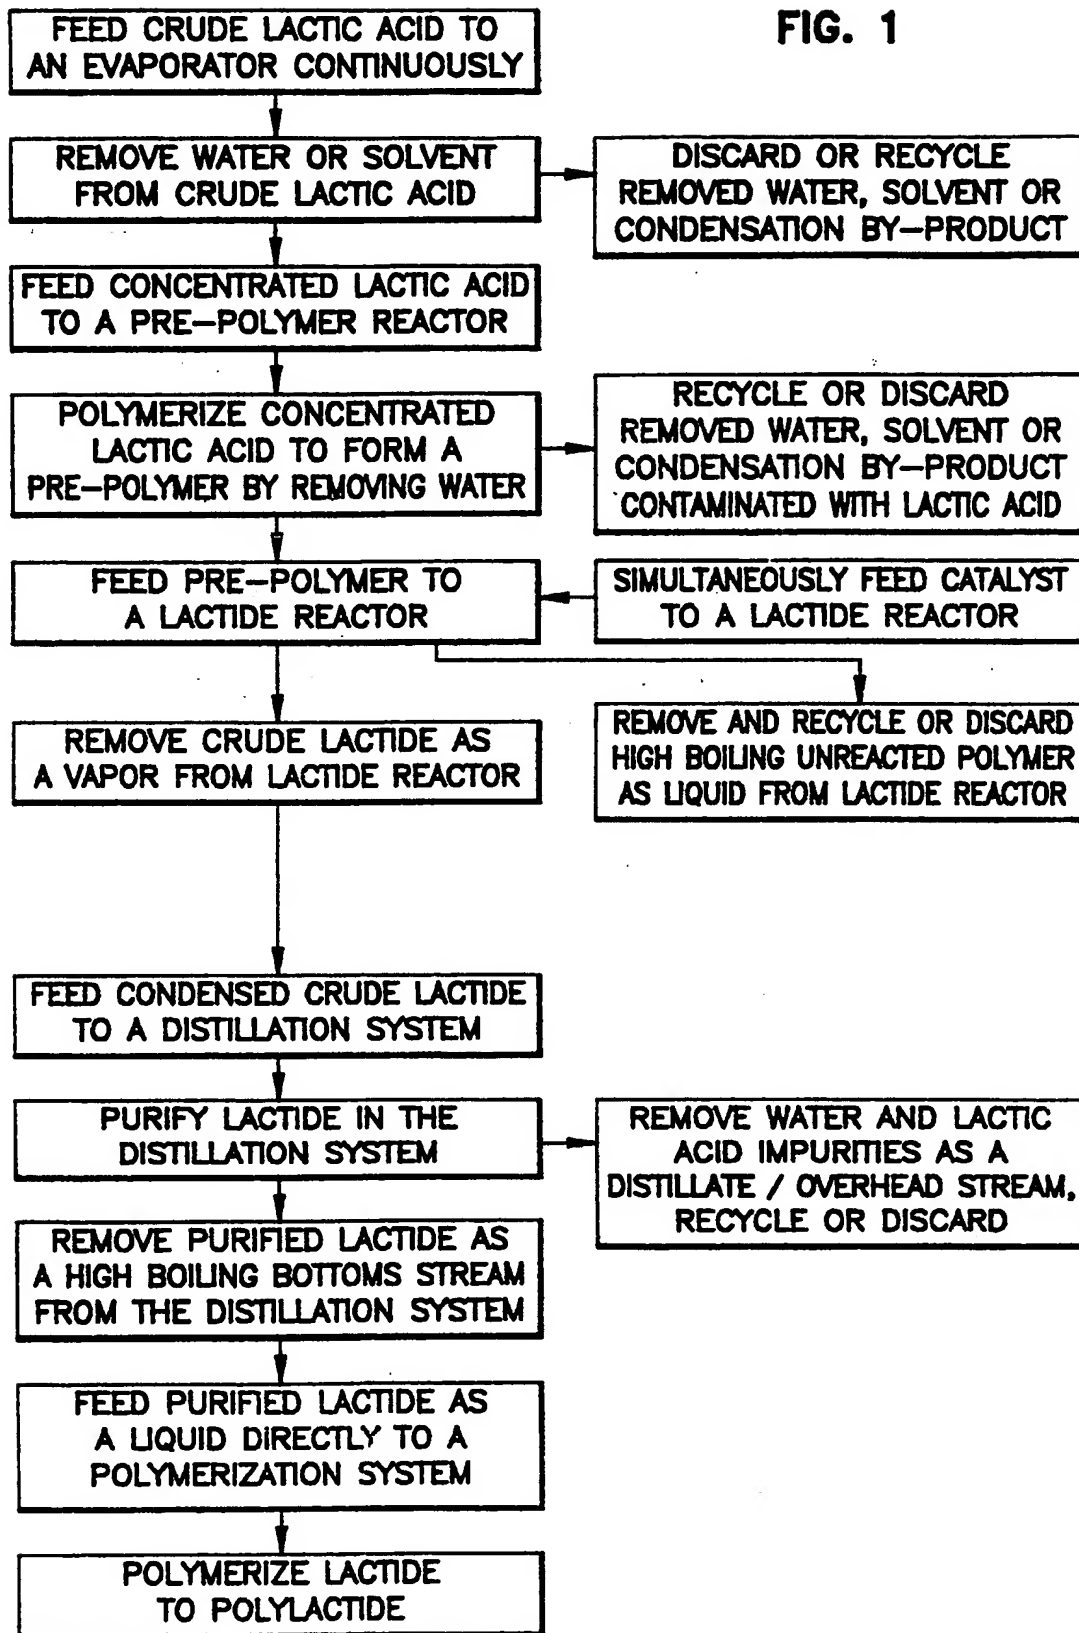 FIG. 1
FEED CRUDE LACTIC ACID TO
AN EVAPORATOR CONTINUOUSLY
REMOVE WATER OR SOLVENT
FROM CRUDE LACTIC ACID
DISCARD OR RECYCLE
REMOVED WATER, SOLVENT OR
CONDENSATION BY-PRODUCT
FEED CONCENTRATED LACTIC ACID
TO A PRE-POLYMER REACTOR
POLYMERIZE CONCENTRATED
LACTIC ACID TO FORM A
PRE-POLYMER BY REMOVING WATER
RECYCLE OR DISCARD
REMOVED WATER, SOLVENT OR
CONDENSATION BY-PRODUCT
CONTAMINATED WITH LACTIC ACID
FEED PRE-POLYMER TO
A LACTIDE REACTOR
SIMULTANEOUSLY FEED CATALYST
TO A LACTIDE REACTOR
REMOVE CRUDE LACTIDE AS
A VAPOR FROM LACTIDE REACTOR
REMOVE AND RECYCLE OR DISCARD
HIGH BOILING UNREACTED POLYMER
AS LIQUID FROM LACTIDE REACTOR
FEED CONDENSED CRUDE LACTIDE
TO A DISTILLATION SYSTEM
PURIFY LACTIDE IN THE
DISTILLATION SYSTEM
REMOVE WATER AND LACTIC
ACID IMPURITIES AS A
DISTILLATE / OVERHEAD STREAM,
RECYCLE OR DISCARD
REMOVE PURIFIED LACTIDE AS
A HIGH BOILING BOTTOMS STREAM
FROM THE DISTILLATION SYSTEM
FEED PURIFIED LACTIDE AS
A LIQUID DIRECTLY TO A
POLYMERIZATION SYSTEM
POLYMERIZE LACTIDE
TO POLYLACTIDE